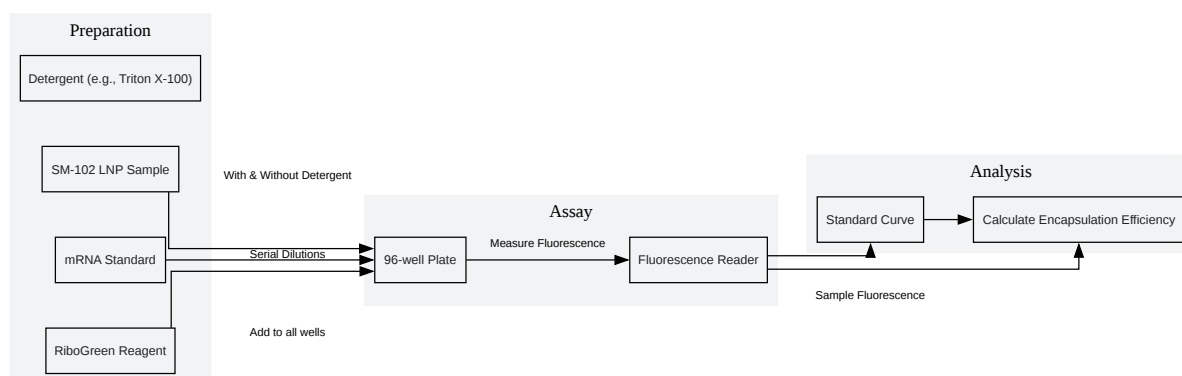 Preparation
Detergent (e.g., Triton X-100)
SM-102 LNP Sample
With & Without Detergent
mRNA Standard
Serial Dilutions
RiboGreen Reagent
Add to all wells
Assay
96-well Plate
Measure Fluorescence
Fluorescence Reader
Analysis
Standard Curve
Calculate Encapsulation Efficiency
Sample Fluorescence